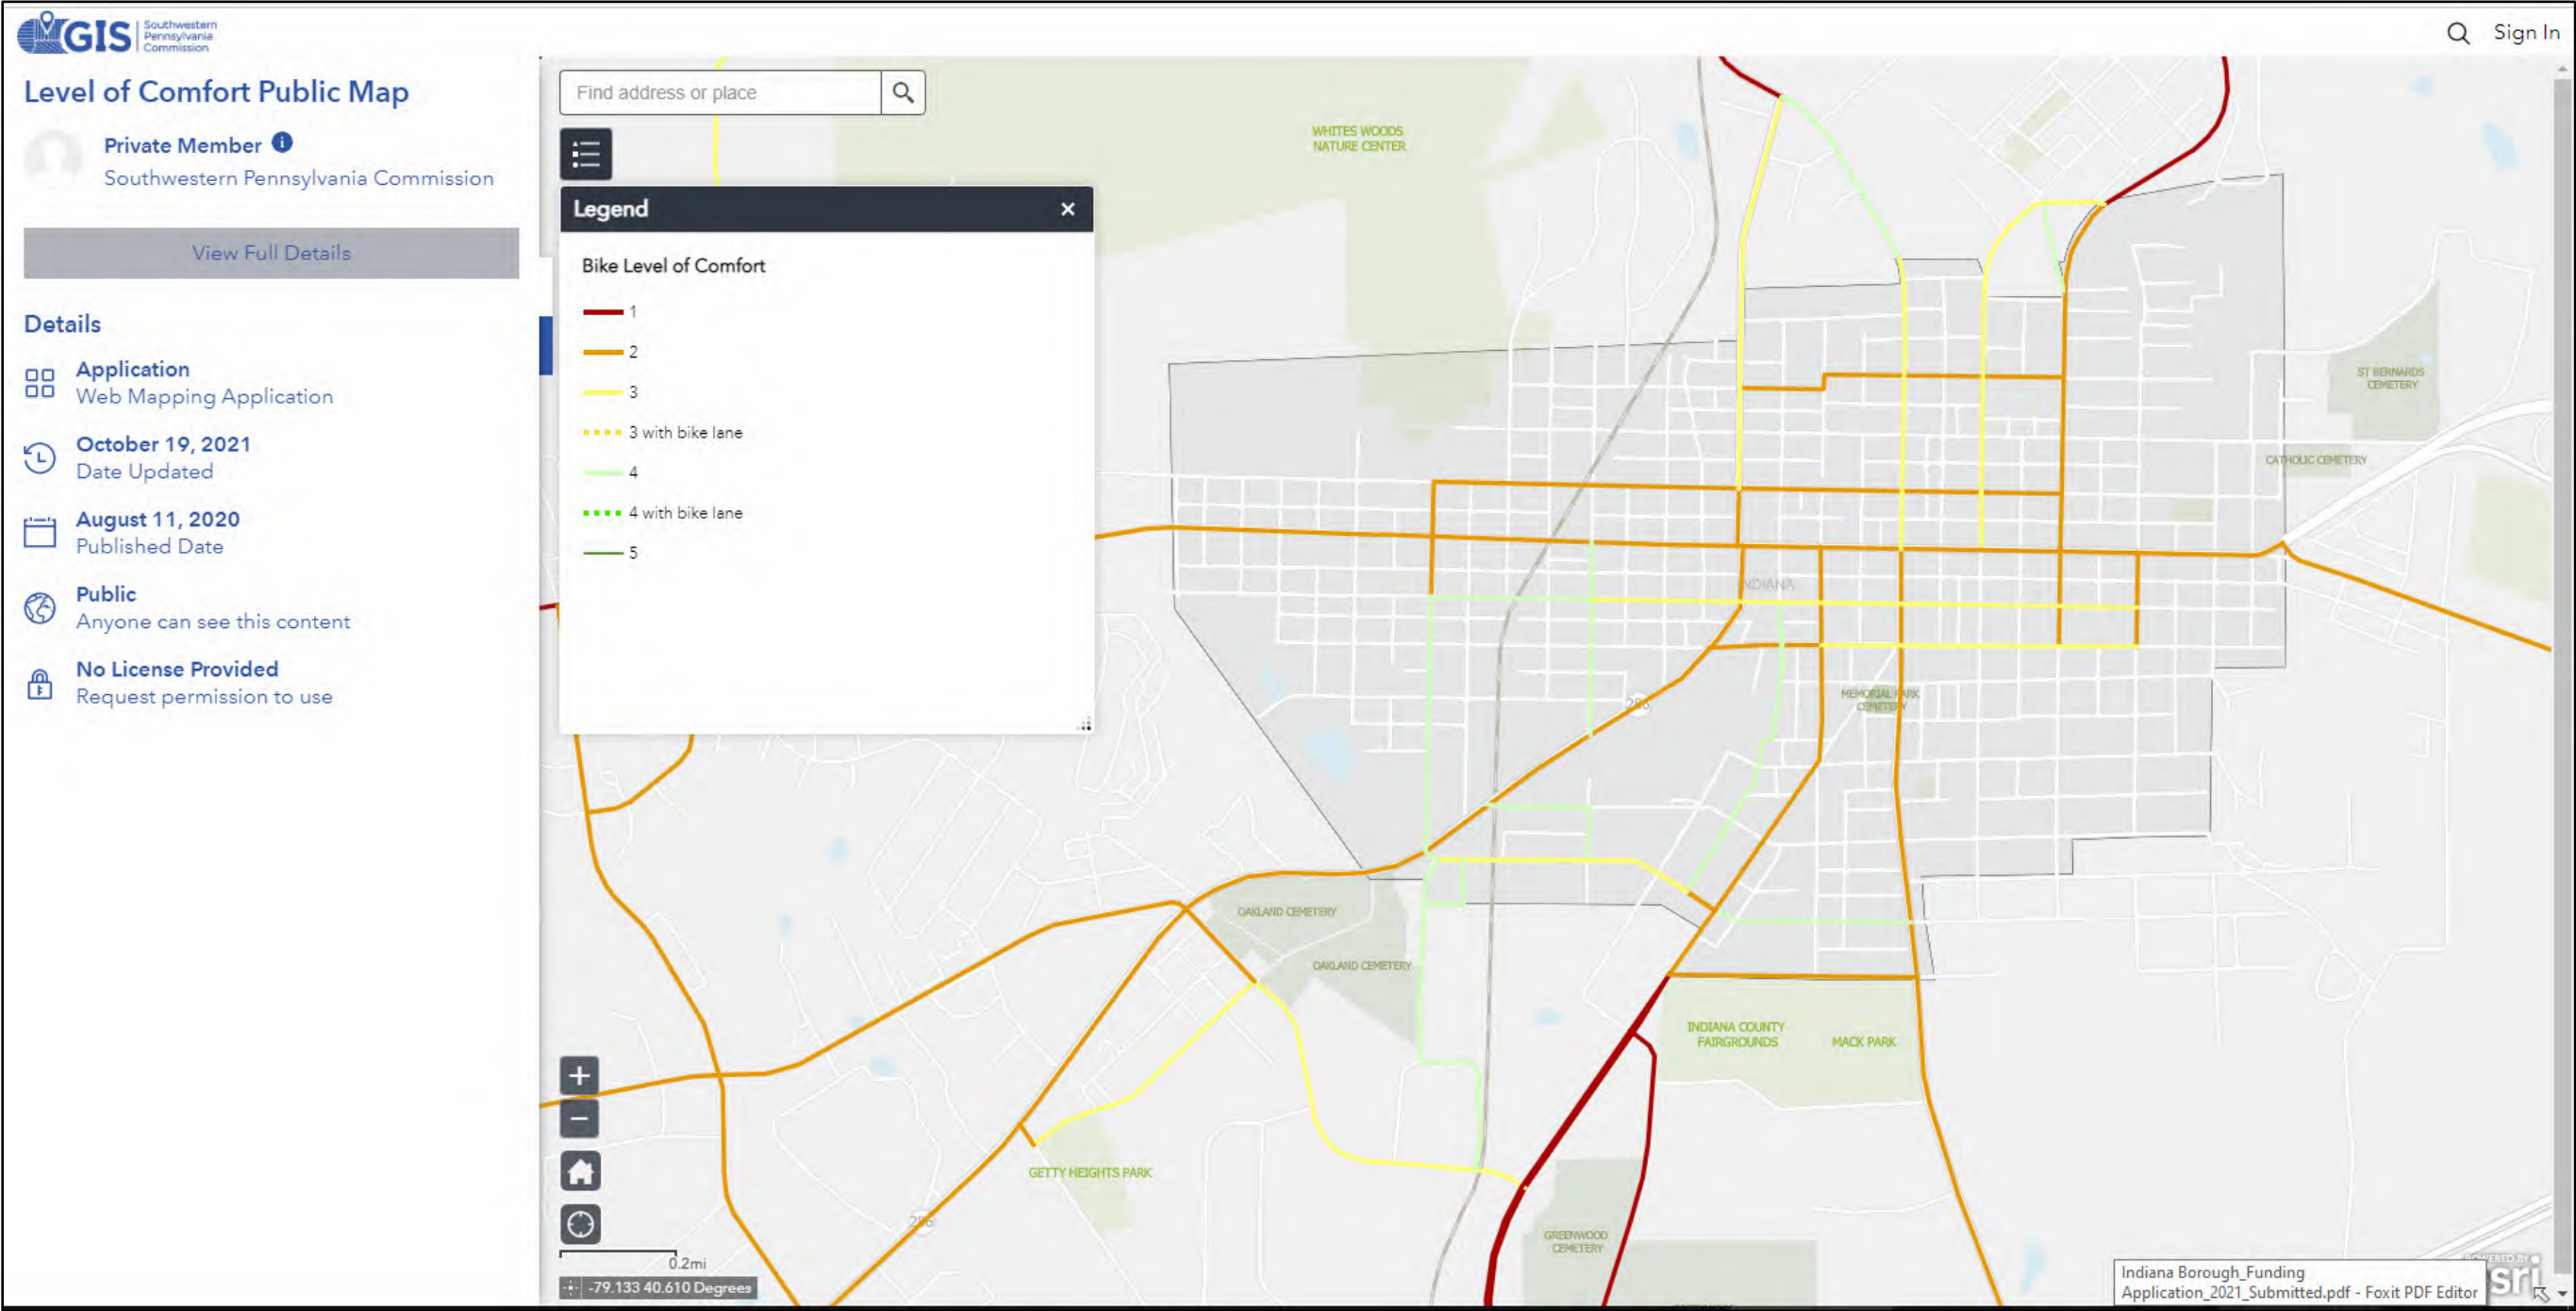 GIS
Southwestern
Pennsylvania
Commission
Sign In
Level of Comfort Public Map
Private Member i
Southwestern Pennsylvania Commission
View Full Details
Details
Application
Web Mapping Application
October 19, 2021
Date Updated
August 11, 2020
Published Date
Public
Anyone can see this content
No License Provided
Request permission to use
Find address or place
Legend ×
Bike Level of Comfort
1
2
3
3 with bike lane
4
4 with bike lane
5
WHITES WOODS
NATURE CENTER
ST BERNARDS
CEMETERY
CATHOLIC CEMETERY
INDIANA
MEMORIAL PARK
CEMETERY
286
OAKLAND CEMETERY
OAKLAND CEMETERY
INDIANA COUNTY
FAIRGROUNDS
MACK PARK
GETTY HEIGHTS PARK
286
GREENWOOD
CEMETERY
+
−
0.2mi
-79.133 40.610 Degrees
POWERED BY
esri
Indiana Borough_Funding
Application_2021_Submitted.pdf - Foxit PDF Editor